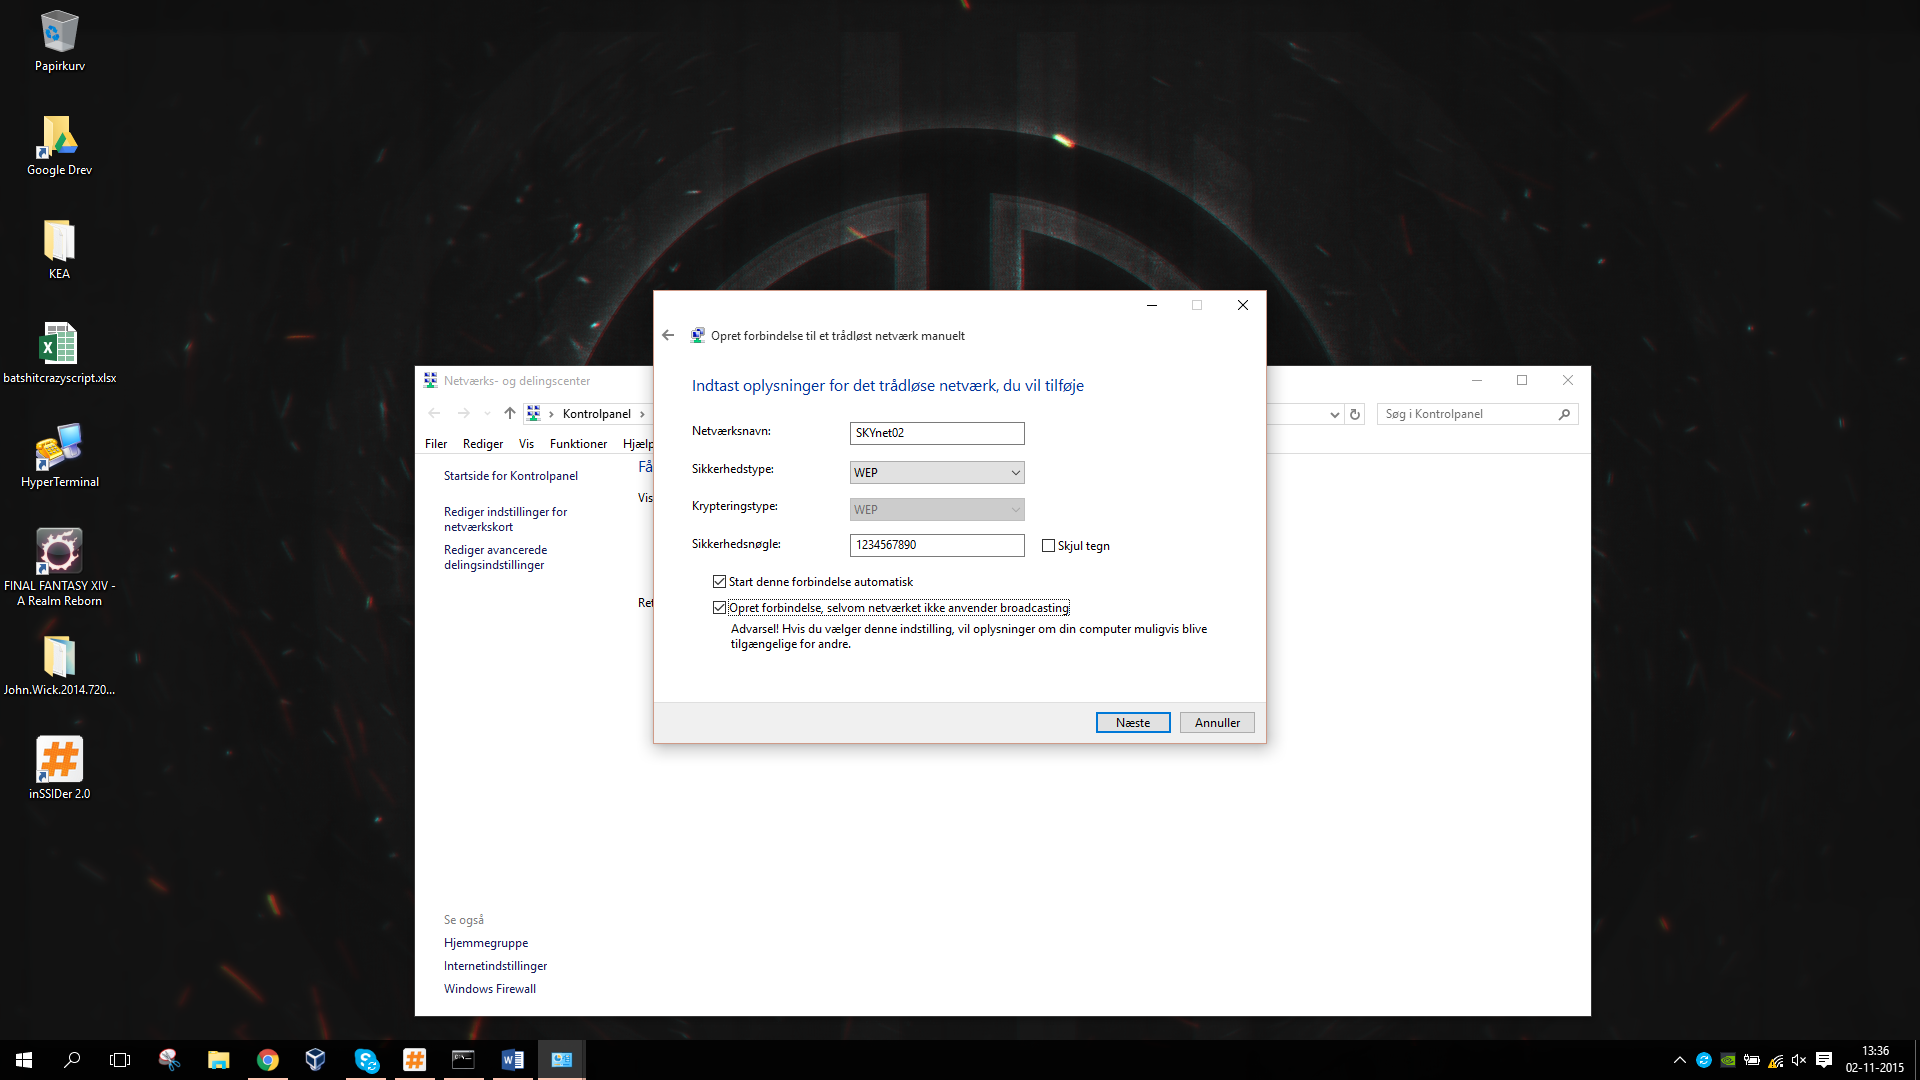 Papirkurv
Google Drev
KEA
batshitcrazyscript.xlsx
HyperTerminal
FINAL FANTASY XIV -
A Realm Reborn
John.Wick.2014.720...
inSSIDer 2.0
Netværks- og delingscenter
Kontrolpanel
Søg i Kontrolpanel
Filer Rediger Vis Funktioner Hjælp
Startside for Kontrolpanel
Rediger indstillinger for
netværkskort
Rediger avancerede
delingsindstillinger
Få
Vis
Se også
Hjemmegruppe
Internetindstillinger
Windows Firewall
Opret forbindelse til et trådløst netværk manuelt
Indtast oplysninger for det trådløse netværk, du vil tilføje
Netværksnavn: SKYnet02
Sikkerhedstype: WEP
Krypteringstype: WEP
Sikkerhedsnøgle: 1234567890 Skjul tegn
Start denne forbindelse automatisk
Opret forbindelse, selvom netværket ikke anvender broadcasting
Advarsel! Hvis du vælger denne indstilling, vil oplysninger om din computer muligvis blive
tilgængelige for andre.
Næste Annuller
13:36
02-11-2015